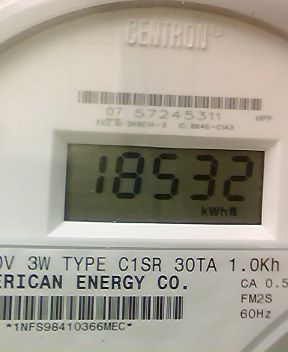 CENTRON®
07 57245311 HPP
18532
kWh
0V 3W TYPE C1SR 30TA 1.0Kh
ERICAN ENERGY CO. CA 0.5
FM2S
60Hz
*1NFS98410366MEC*